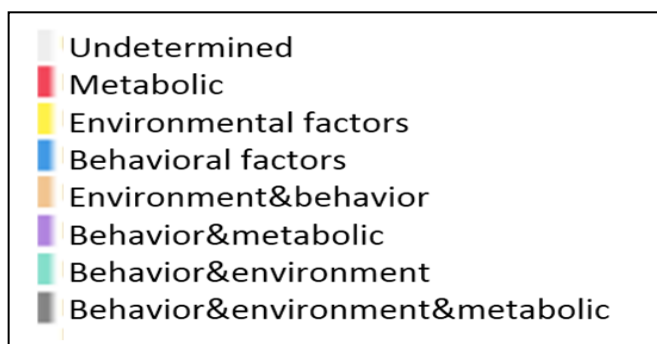 Undetermined
Metabolic
Environmental factors
Behavioral factors
Environment&behavior
Behavior&metabolic
Behavior&environment
Behavior&environment&metabolic